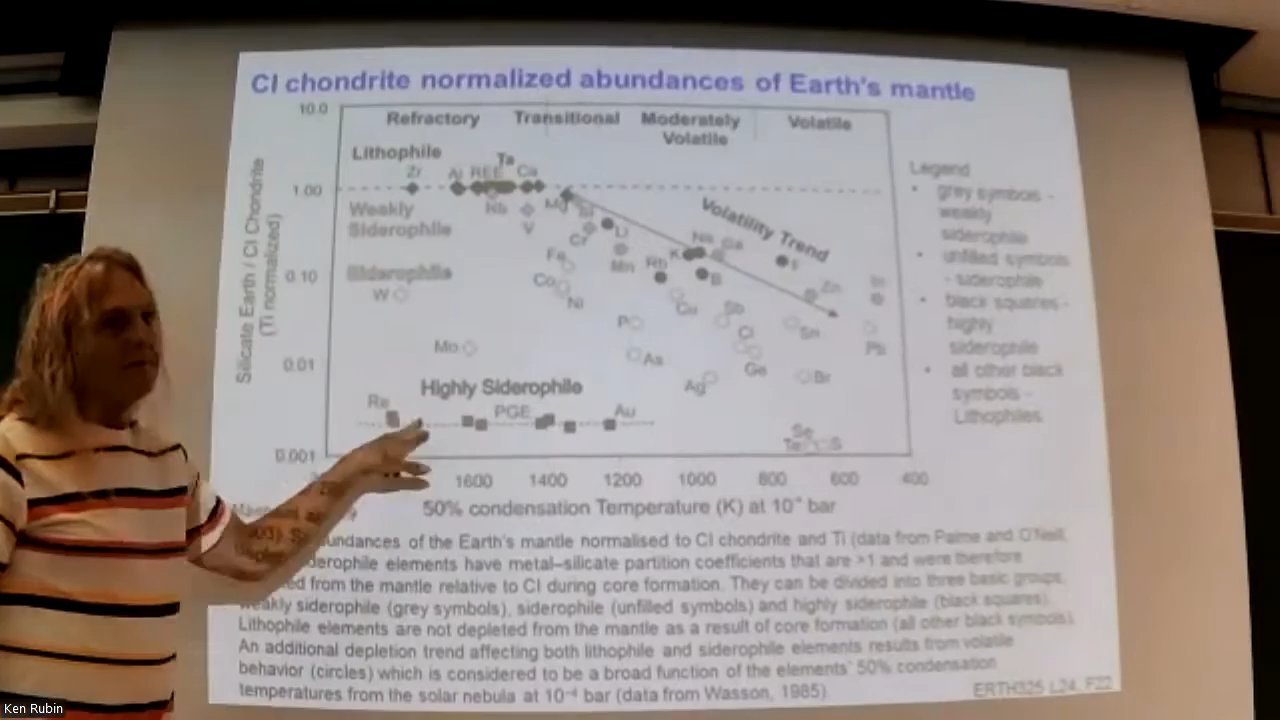 CI chondrite normalized abundances of Earth's mantle
10.0
Refractory Transitional Moderately Volatile
Volatile
Lithophile
Zr Al REE Ta Ca
1.00
Weakly
Siderophile
Nb V Mg Si
Cr Li
Volatility Trend
Na Ga
Siderophile
Fe Mn Rb K B F Zn In
0.10
W Co Ni Cu Sb
P Cl Sn Pb
Mo As Ge
0.01
Ag Br
Highly Siderophile
Re PGE Au
Se
Te S
0.001
1600 1400 1200 1000 800 600 400
50% condensation Temperature (K) at 10⁻⁴ bar
Silicate Earth / CI Chondrite
(Ti normalized)
Legend
• grey symbols -
weakly
siderophile
• unfilled symbols
- siderophile
• black squares -
highly
siderophile
• all other black
symbols -
Lithophiles
of the Earth's mantle normalised to CI chondrite and Ti (data from Palme and O'Neill,
elements have metal–silicate partition coefficients that are >1 and were therefore
from the mantle relative to CI during core formation. They can be divided into three basic groups,
weakly siderophile (grey symbols), siderophile (unfilled symbols) and highly siderophile (black squares).
Lithophile elements are not depleted from the mantle as a result of core formation (all other black symbols).
An additional depletion trend affecting both lithophile and siderophile elements results from volatile
behavior (circles) which is considered to be a broad function of the elements' 50% condensation
temperatures from the solar nebula at 10⁻⁴ bar (data from Wasson, 1985).
ERTH325 L24, F22
Ken Rubin